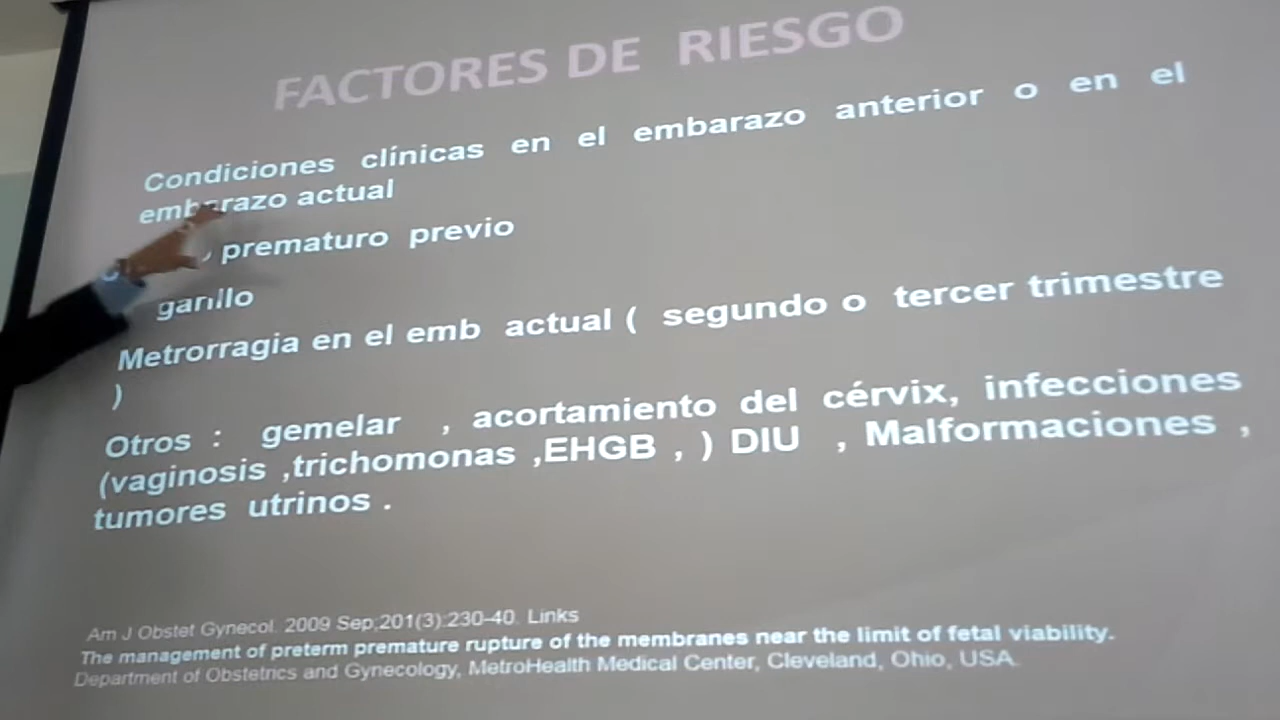 FACTORES DE RIESGO
Condiciones clínicas en el embarazo anterior o en el
embarazo actual
prematuro previo
Metrorragia en el emb actual ( segundo o tercer trimestre
)
Otros : gemelar , acortamiento del cérvix, infecciones
(vaginosis ,trichomonas ,EHGB , ) DIU , Malformaciones ,
tumores utrinos .
Am J Obstet Gynecol. 2009 Sep;201(3):230-40. Links
The management of preterm premature rupture of the membranes near the limit of fetal viability.
Department of Obstetrics and Gynecology, MetroHealth Medical Center, Cleveland, Ohio, USA.